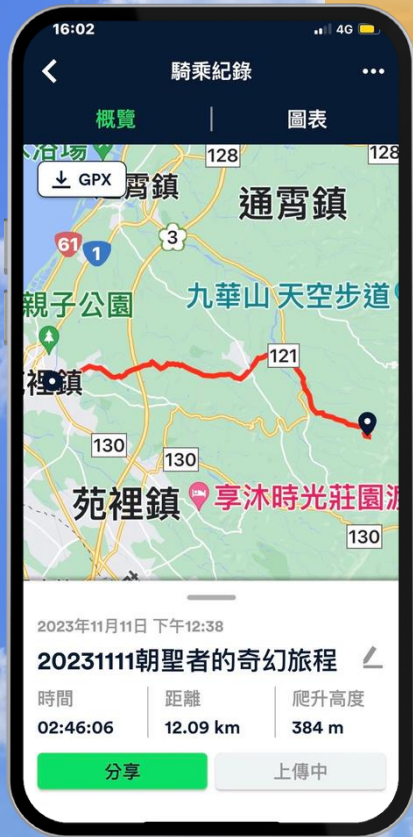 16:02
4G
騎乘紀錄
概覽
圖表
128
128
GPX
霄鎮
通霄鎮
61
1
3
親子公園
九華山 天空步道
121
裡鎮
130
130
苑裡鎮
享沐時光莊園
130
2023年11月11日 下午12:38
20231111朝聖者的奇幻旅程
時間
距離
爬升高度
02:46:06
12.09 km
384 m
分享
上傳中